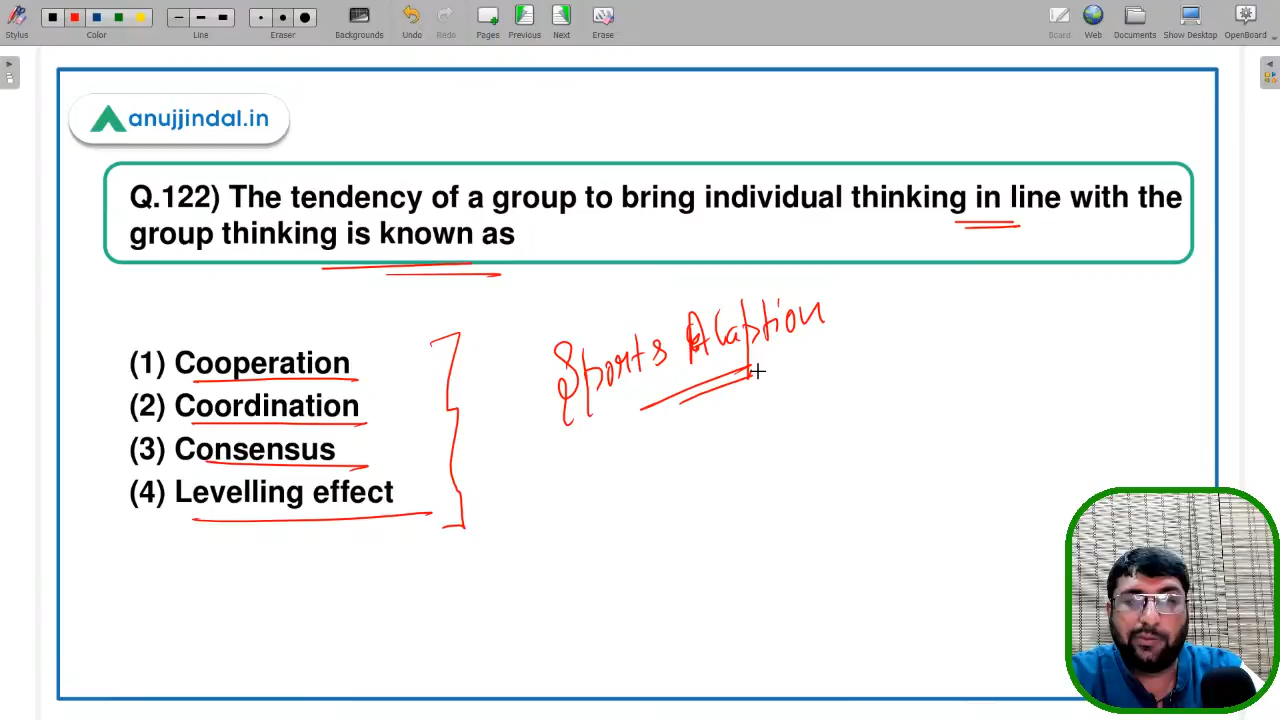 Stylus
Color
Line
Eraser
Backgrounds
Undo
Redo
Pages
Previous
Next
Erase
Board
Web
Documents
Show Desktop
OpenBoard
anujjindal.in
Q.122) The tendency of a group to bring individual thinking in line with the
group thinking is known as
(1) Cooperation
(2) Coordination
(3) Consensus
(4) Levelling effect
Sports